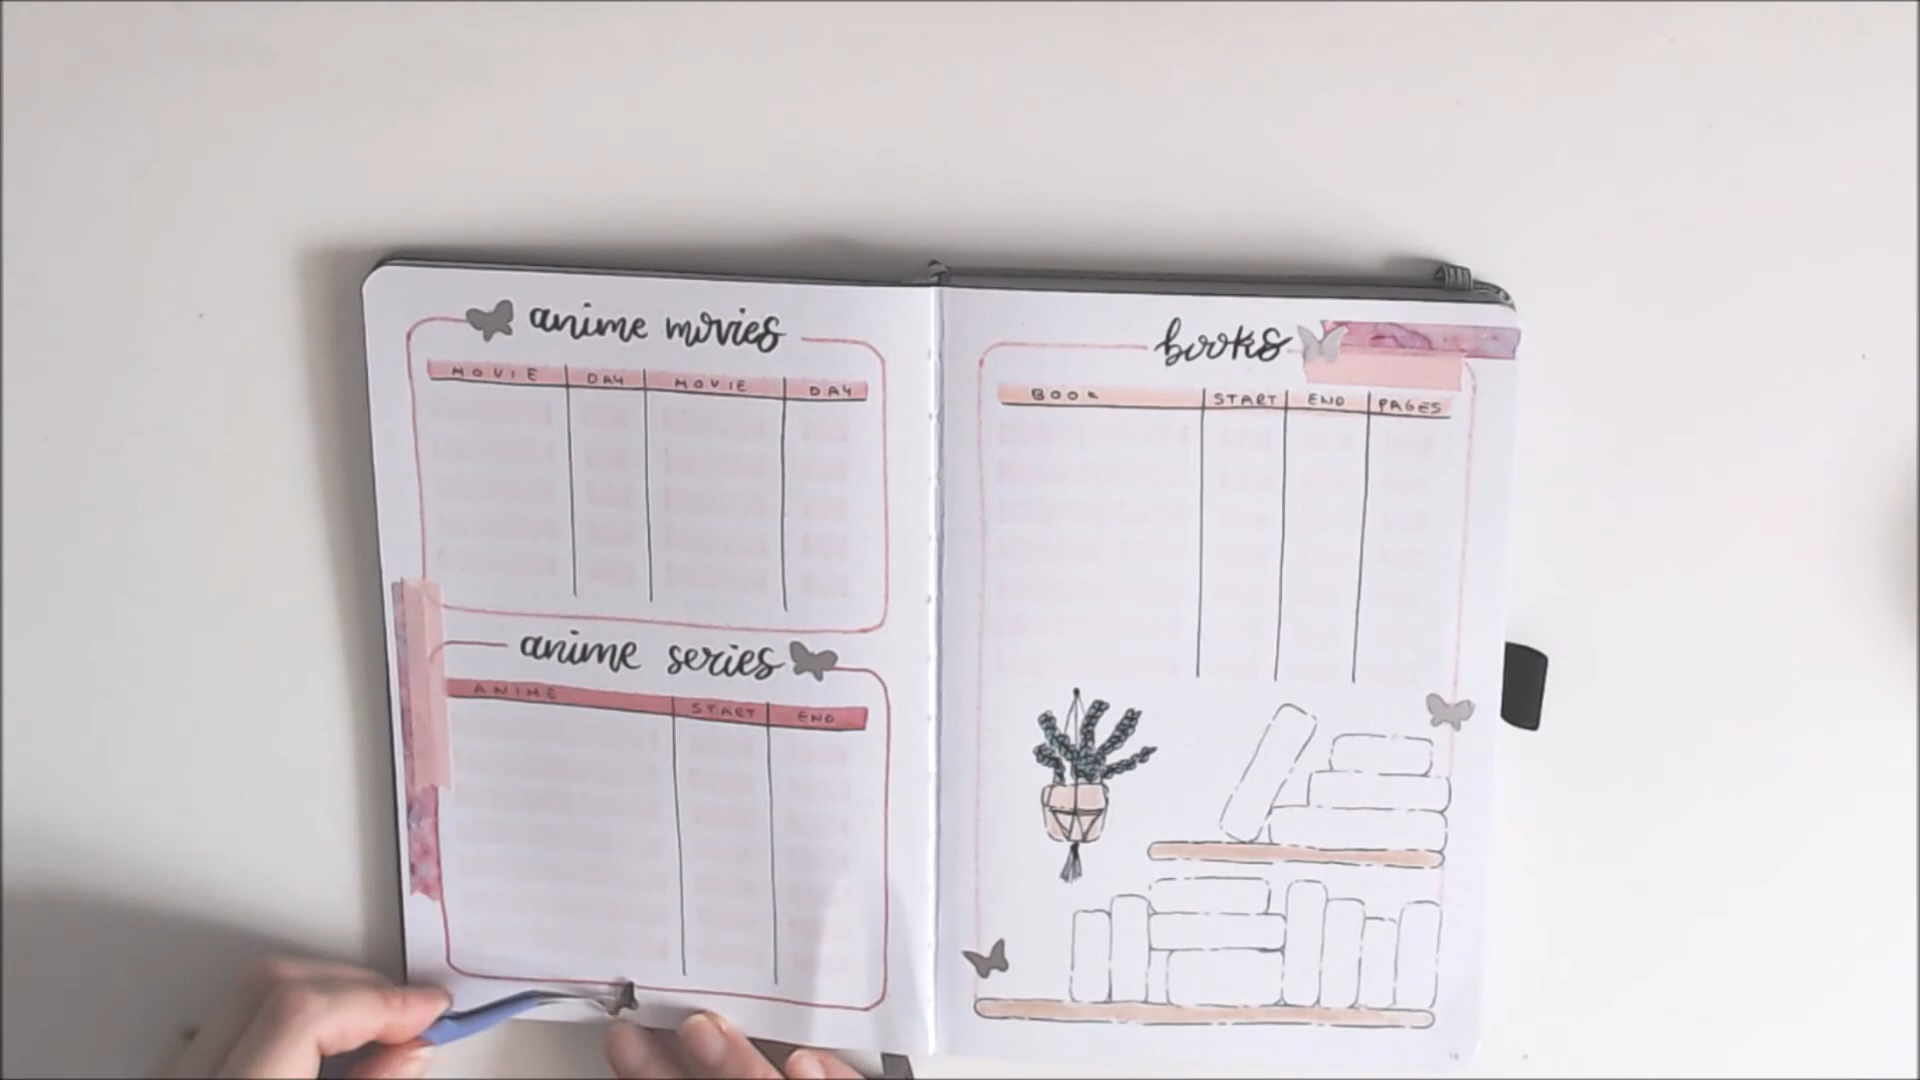 anime movies
MOVIE DAY MOVIE DAY
anime series
ANIME START END
books
BOOK START END PAGES